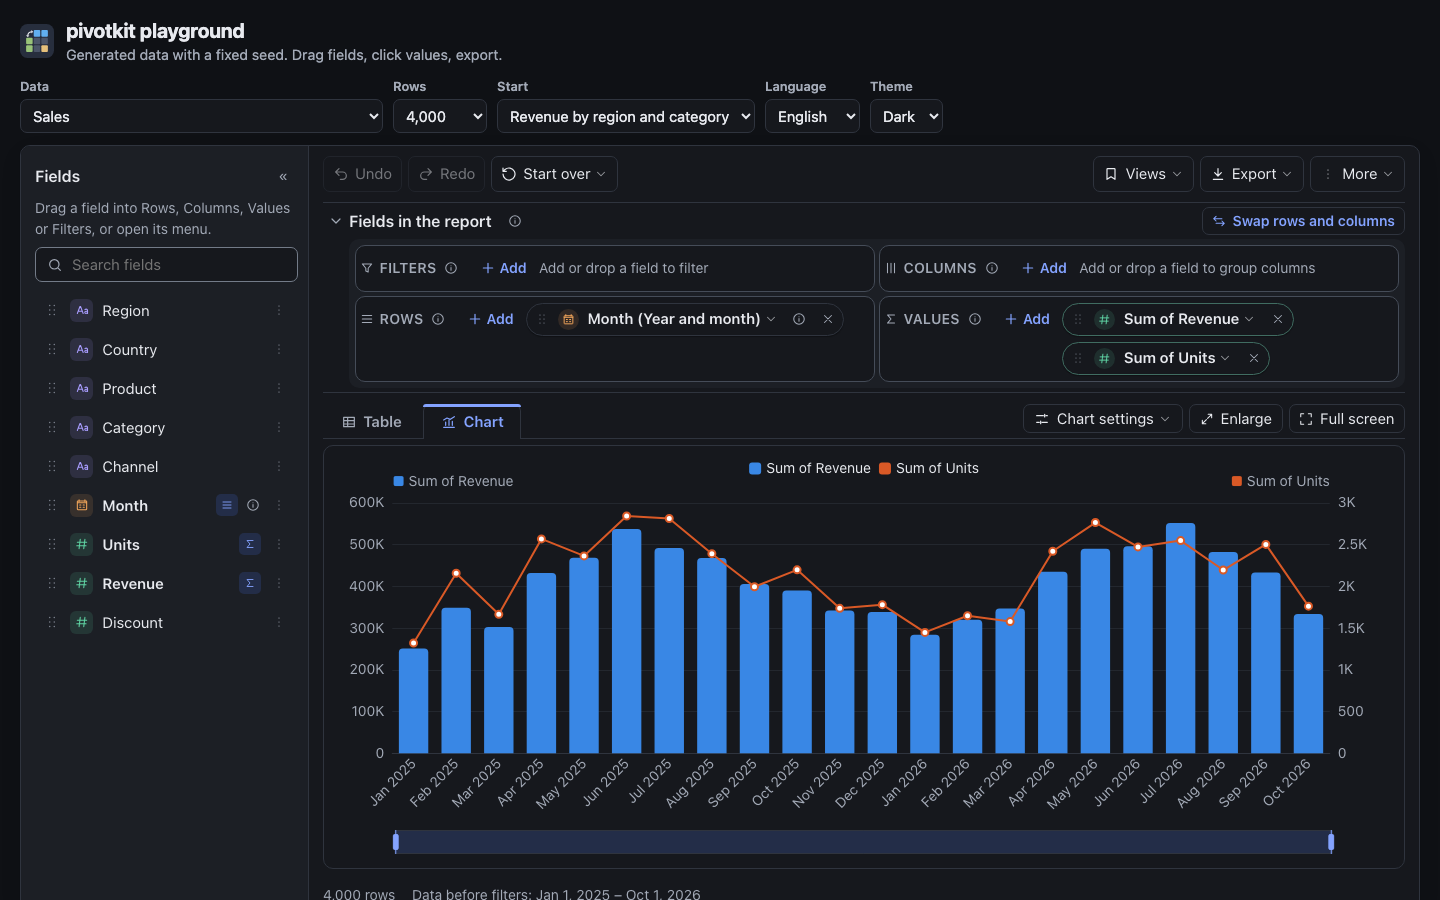 pivotkit playground
Generated data with a fixed seed. Drag fields, click values, export.
Data
Rows
Start
Language
Theme
Sales
4,000
Revenue by region and category
English
Dark
Fields
«
Drag a field into Rows, Columns, Values
or Filters, or open its menu.
Search fields
Aa Region
Aa Country
Aa Product
Aa Category
Aa Channel
Month
# Units Σ
# Revenue Σ
# Discount
Undo
Redo
Start over
Views
Export
More
Fields in the report
Swap rows and columns
FILTERS + Add Add or drop a field to filter
COLUMNS + Add Add or drop a field to group columns
ROWS + Add Month (Year and month)
Σ VALUES + Add # Sum of Revenue
# Sum of Units
Table
Chart
Chart settings
Enlarge
Full screen
Sum of Revenue Sum of Units
Sum of Revenue
Sum of Units
600K 3K
500K 2.5K
400K 2K
300K 1.5K
200K 1K
100K 500
0 0
Jan 2025
Feb 2025
Mar 2025
Apr 2025
May 2025
Jun 2025
Jul 2025
Aug 2025
Sep 2025
Oct 2025
Nov 2025
Dec 2025
Jan 2026
Feb 2026
Mar 2026
Apr 2026
May 2026
Jun 2026
Jul 2026
Aug 2026
Sep 2026
Oct 2026
4,000 rows Data before filters: Jan 1, 2025 – Oct 1, 2026